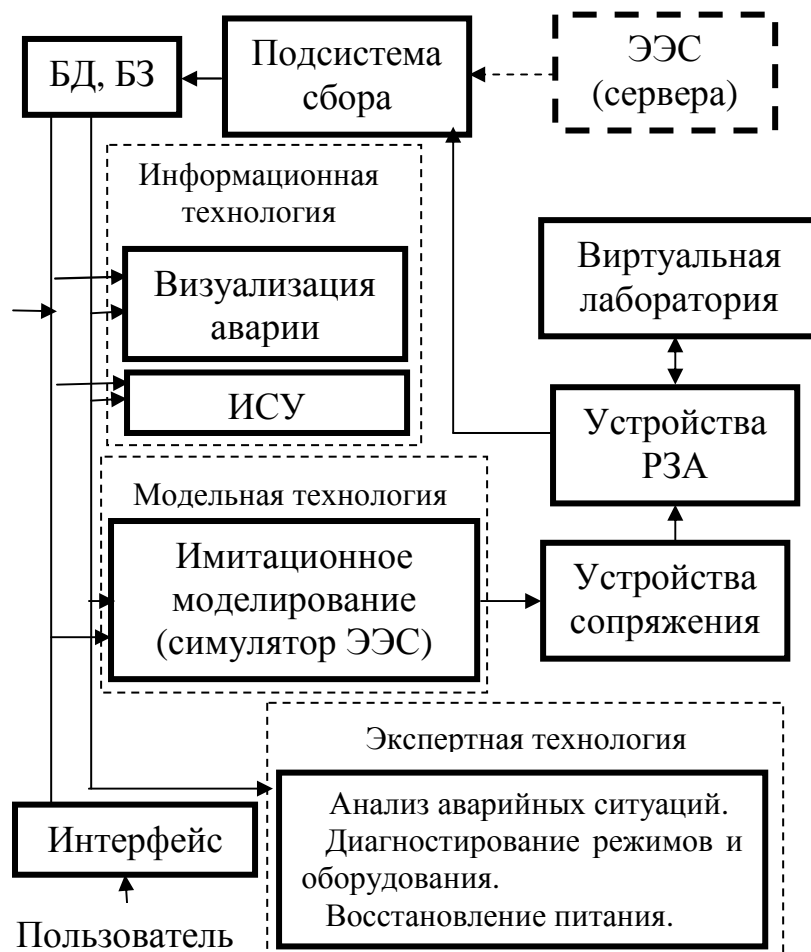 БД, БЗ
Подсистема
сбора
ЭЭС
(сервера)
Информационная
технология
Визуализация
аварии
ИСУ
Виртуальная
лаборатория
Устройства
РЗА
Модельная технология
Имитационное
моделирование
(симулятор ЭЭС)
Устройства
сопряжения
Экспертная технология
Анализ аварийных ситуаций.
Диагностирование режимов и
оборудования.
Восстановление питания.
Интерфейс
Пользователь